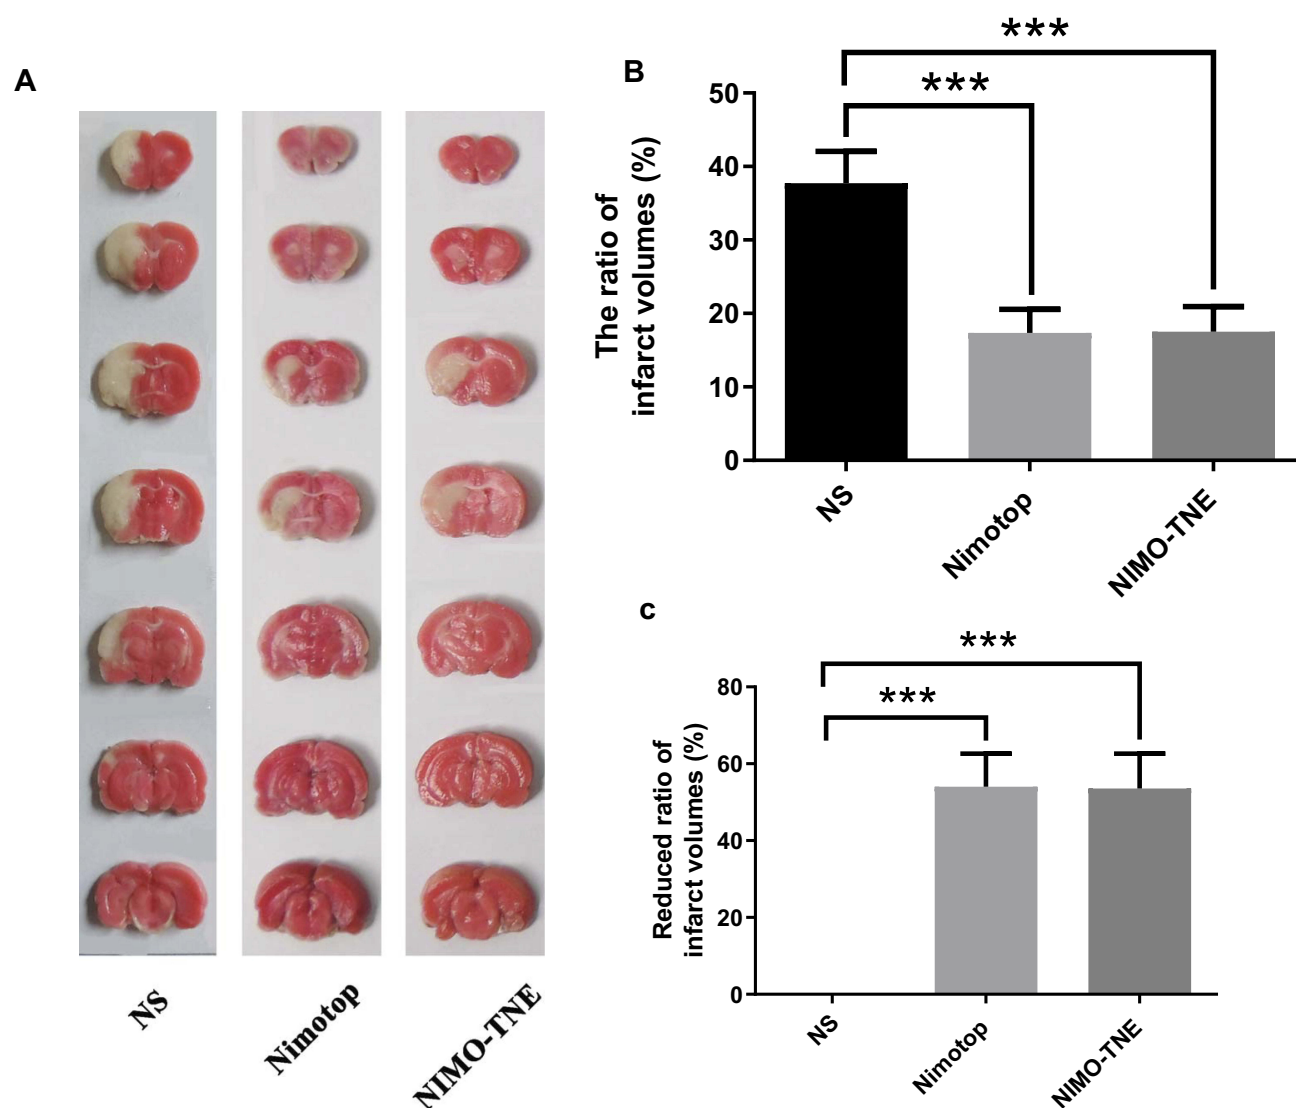 A
NS
Nimotop
NIMO-TNE
B
***
***
The ratio of
infarct volumes (%)
50
40
30
20
10
0
NS
Nimotop
NIMO-TNE
c
***
***
Reduced ratio of
infarct volumes (%)
80
60
40
20
0
NS
Nimotop
NIMO-TNE